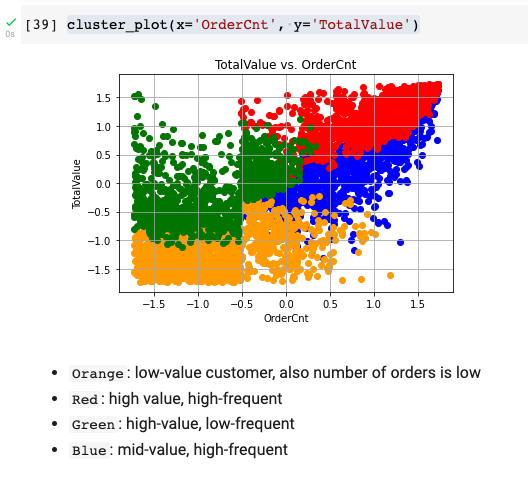 [39] cluster_plot(x='OrderCnt', y='TotalValue')
0s
TotalValue vs. OrderCnt
TotalValue
1.5
1.0
0.5
0.0
−0.5
−1.0
−1.5
−1.5 −1.0 −0.5 0.0 0.5 1.0 1.5
OrderCnt
• Orange: low-value customer, also number of orders is low
• Red: high value, high-frequent
• Green: high-value, low-frequent
• Blue: mid-value, high-frequent